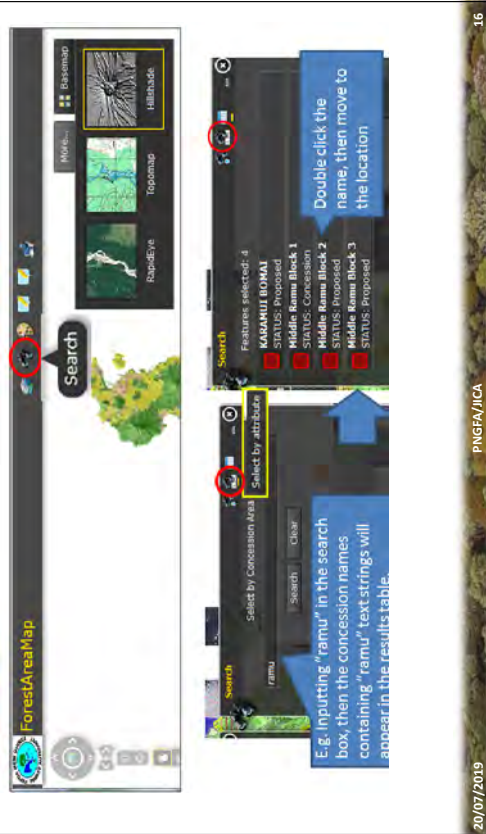 ForestAreaMap
Search
More...
Basemap
RapidEye
Topomap
Hillshade
Search
Select by Concession Area
Select by attribute
ramu
Search
Clear
E.g. Inputting "ramu" in the search
box, then the concession names
containing "ramu" text strings will
appear in the results table.
Search
Features selected: 4
KARAMUI BOMAI
STATUS: Proposed
Middle Ramu Block 1
STATUS: Concession
Middle Ramu Block 2
STATUS: Proposed
Middle Ramu Block 3
STATUS: Proposed
Double click the
name, then move to
the location
20/07/2019
PNGFA/JICA
16